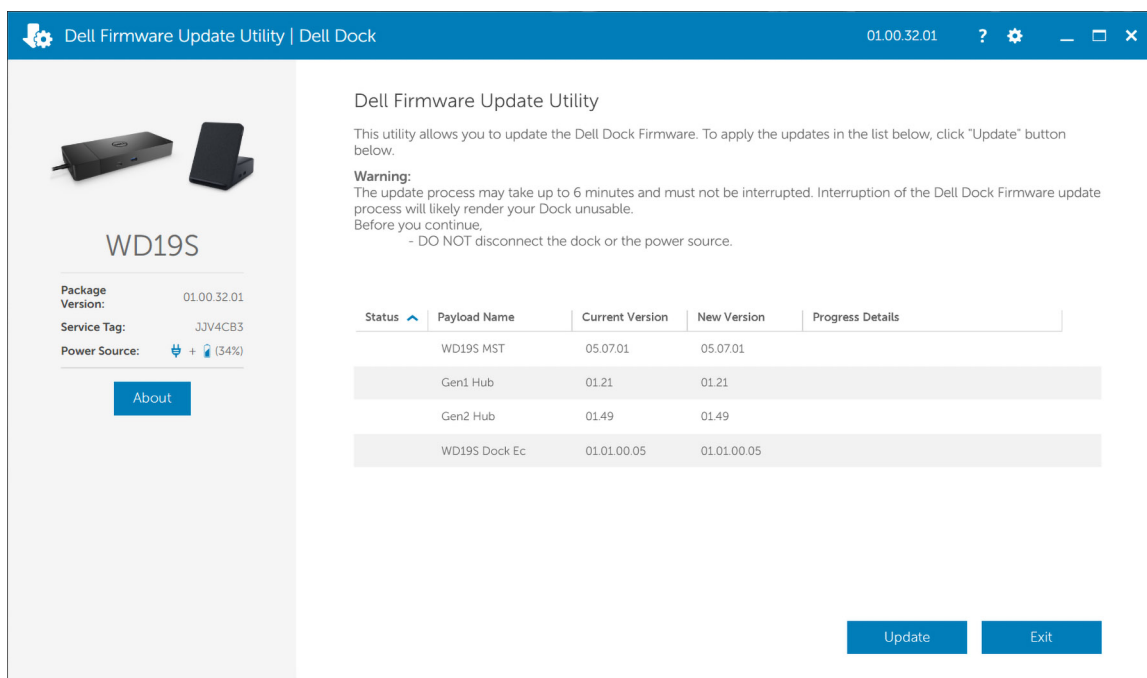 Dell Firmware Update Utility | Dell Dock
01.00.32.01
?
Dell Firmware Update Utility
This utility allows you to update the Dell Dock Firmware. To apply the updates in the list below, click "Update" button
below.
Warning:
The update process may take up to 6 minutes and must not be interrupted. Interruption of the Dell Dock Firmware update
process will likely render your Dock unusable.
Before you continue,
- DO NOT disconnect the dock or the power source.
WD19S
Package Version: 01.00.32.01
Service Tag: JJV4CB3
Power Source: + (34%)
About
Status Payload Name Current Version New Version Progress Details
WD19S MST 05.07.01 05.07.01
Gen1 Hub 01.21 01.21
Gen2 Hub 01.49 01.49
WD19S Dock Ec 01.01.00.05 01.01.00.05
Update Exit